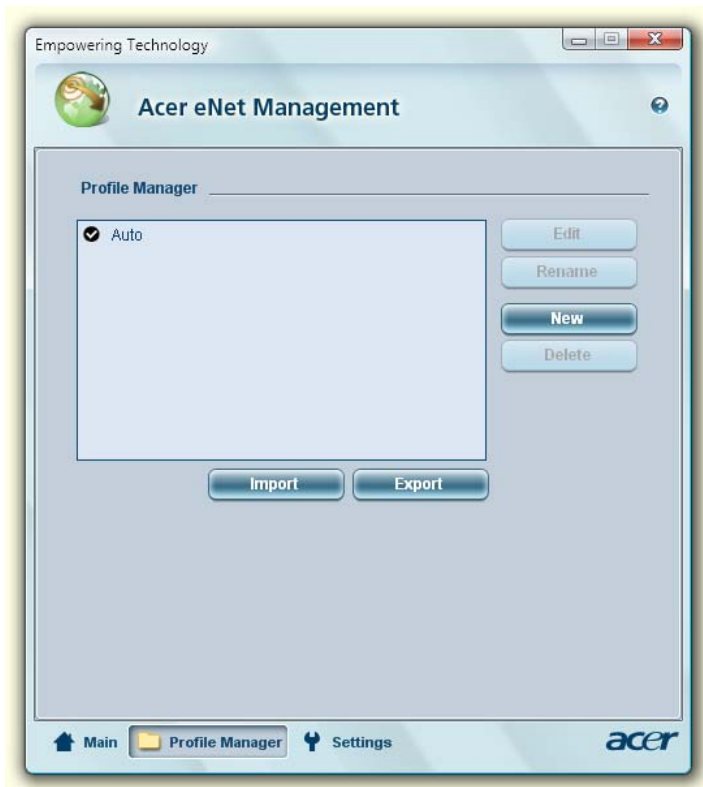 Empowering Technology
Acer eNet Management
Profile Manager
Auto
Edit
Rename
New
Delete
Import
Export
Main
Profile Manager
Settings
acer